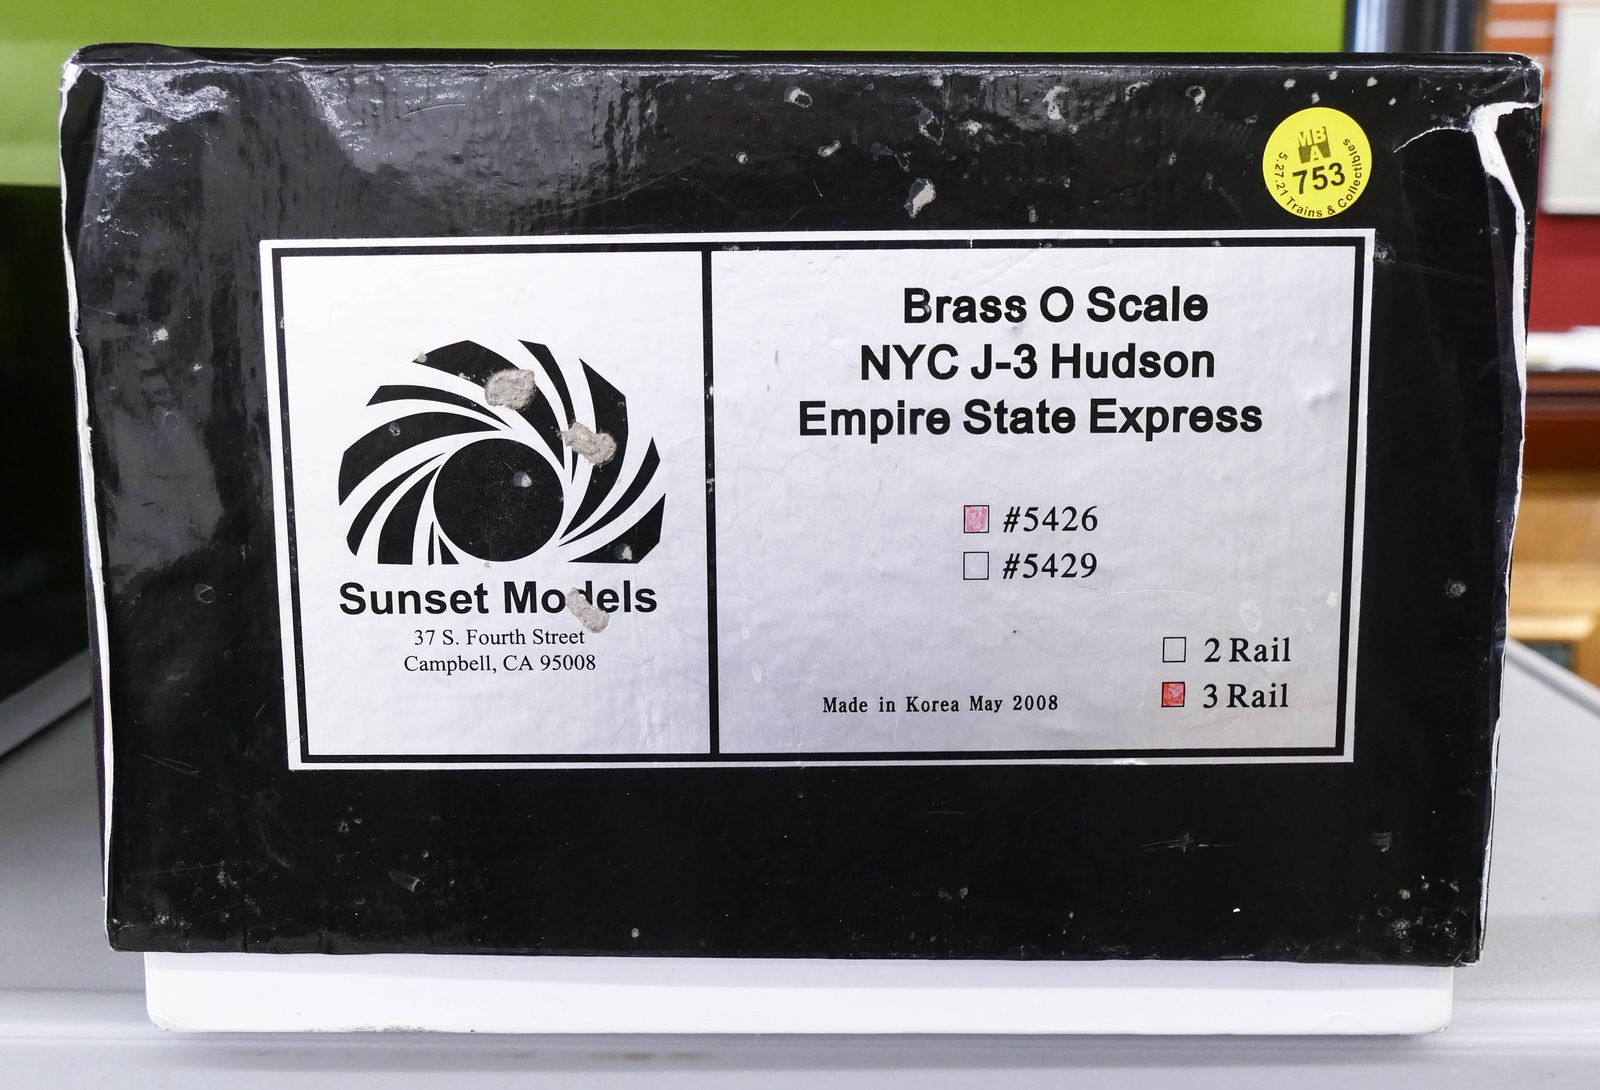 MB
A
753
5.27.21 Trains & Collectibles
Brass O Scale
NYC J-3 Hudson
Empire State Express
#5426
#5429
2 Rail
3 Rail
Made in Korea May 2008
Sunset Models
37 S. Fourth Street
Campbell, CA 95008